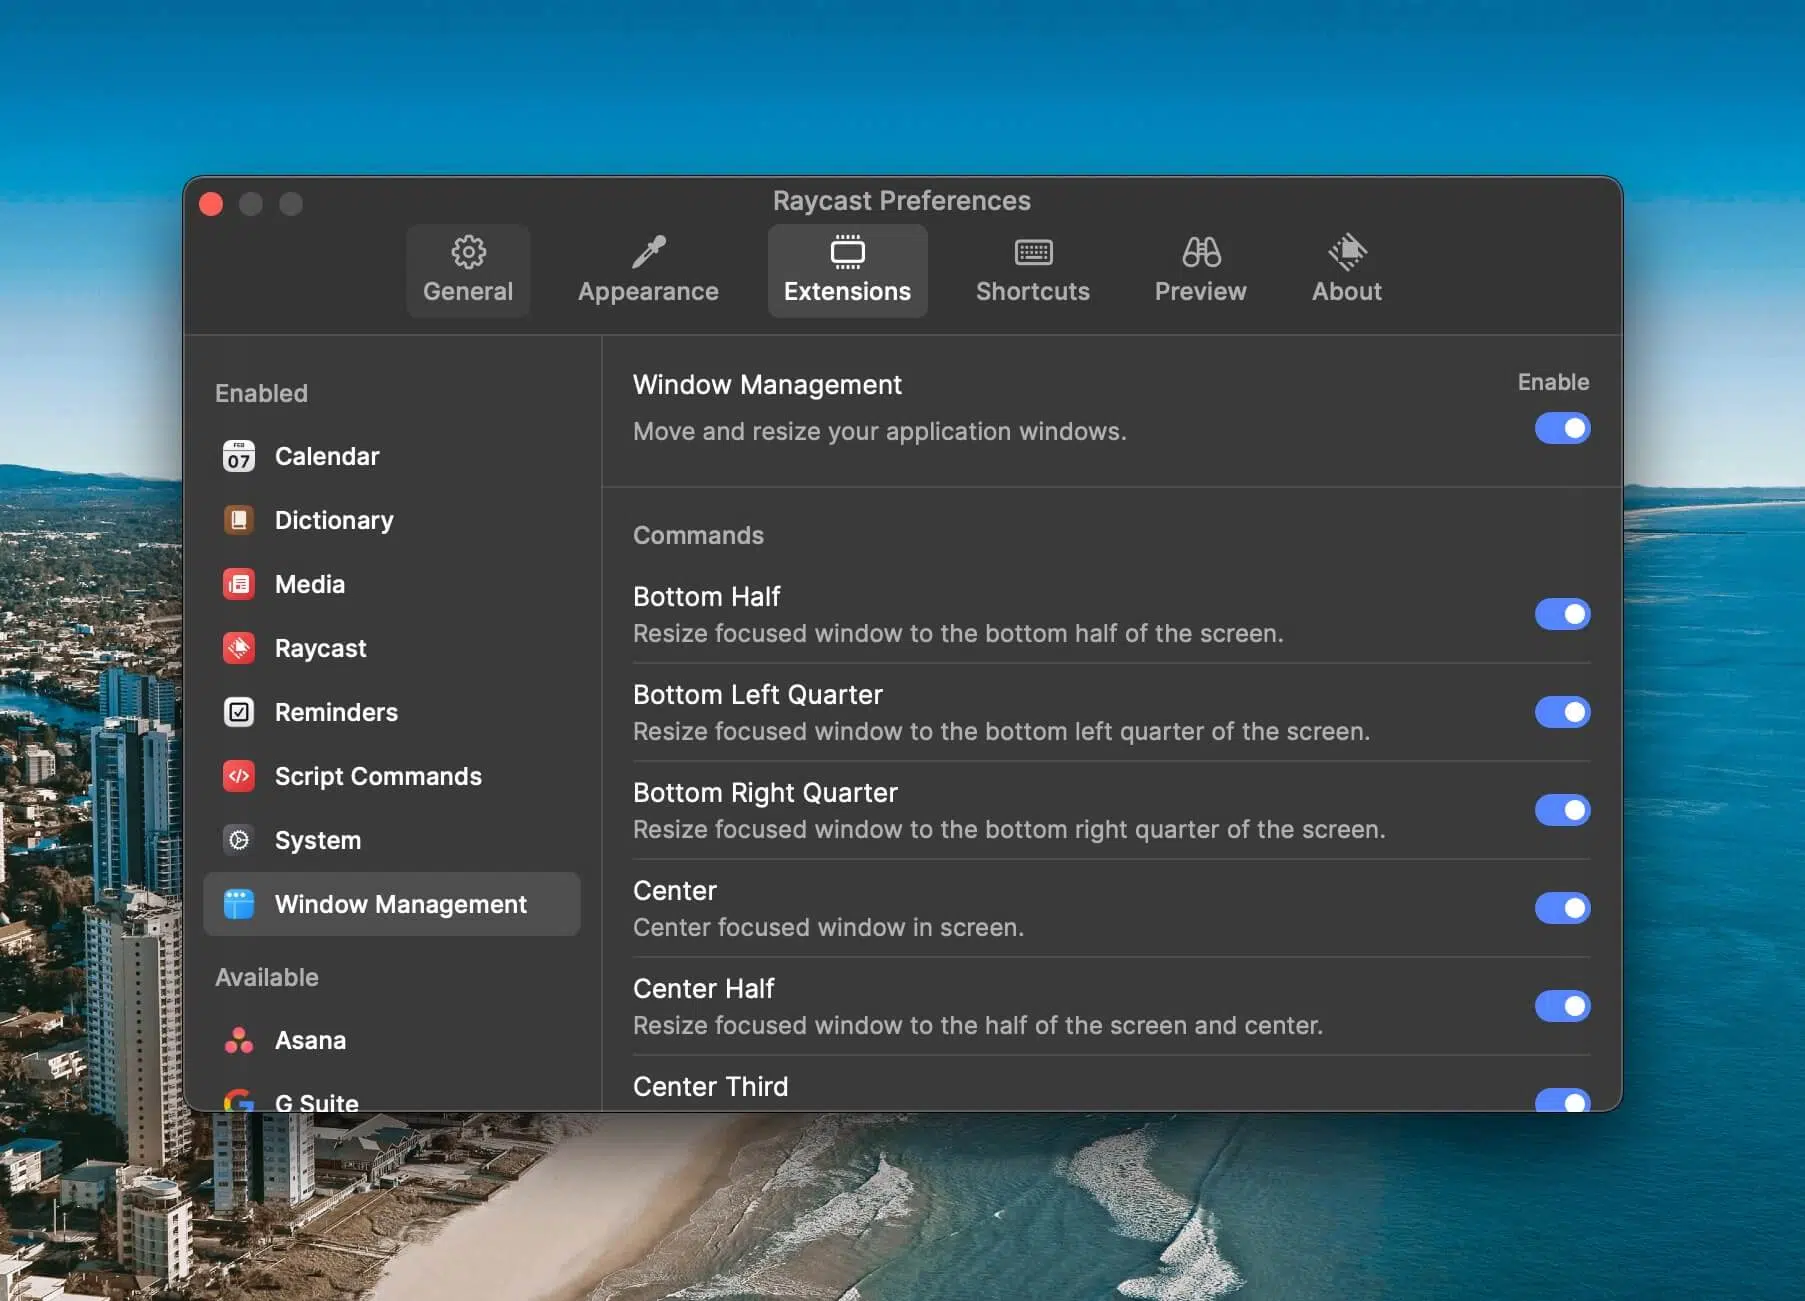 Raycast Preferences
General
Appearance
Extensions
Shortcuts
Preview
About
Enabled
FEB
07
Calendar
Dictionary
Media
Raycast
Reminders
</>
Script Commands
System
Window Management
Available
Asana
G Suite
Window Management
Enable
Move and resize your application windows.
Commands
Bottom Half
Resize focused window to the bottom half of the screen.
Bottom Left Quarter
Resize focused window to the bottom left quarter of the screen.
Bottom Right Quarter
Resize focused window to the bottom right quarter of the screen.
Center
Center focused window in screen.
Center Half
Resize focused window to the half of the screen and center.
Center Third